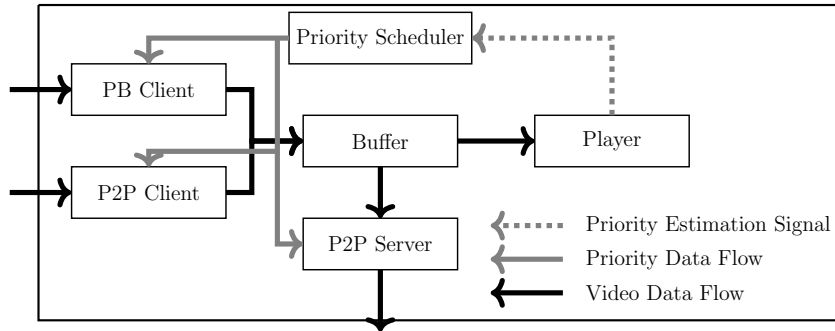 Priority Scheduler
PB Client
Buffer
Player
P2P Client
P2P Server
Priority Estimation Signal
Priority Data Flow
Video Data Flow